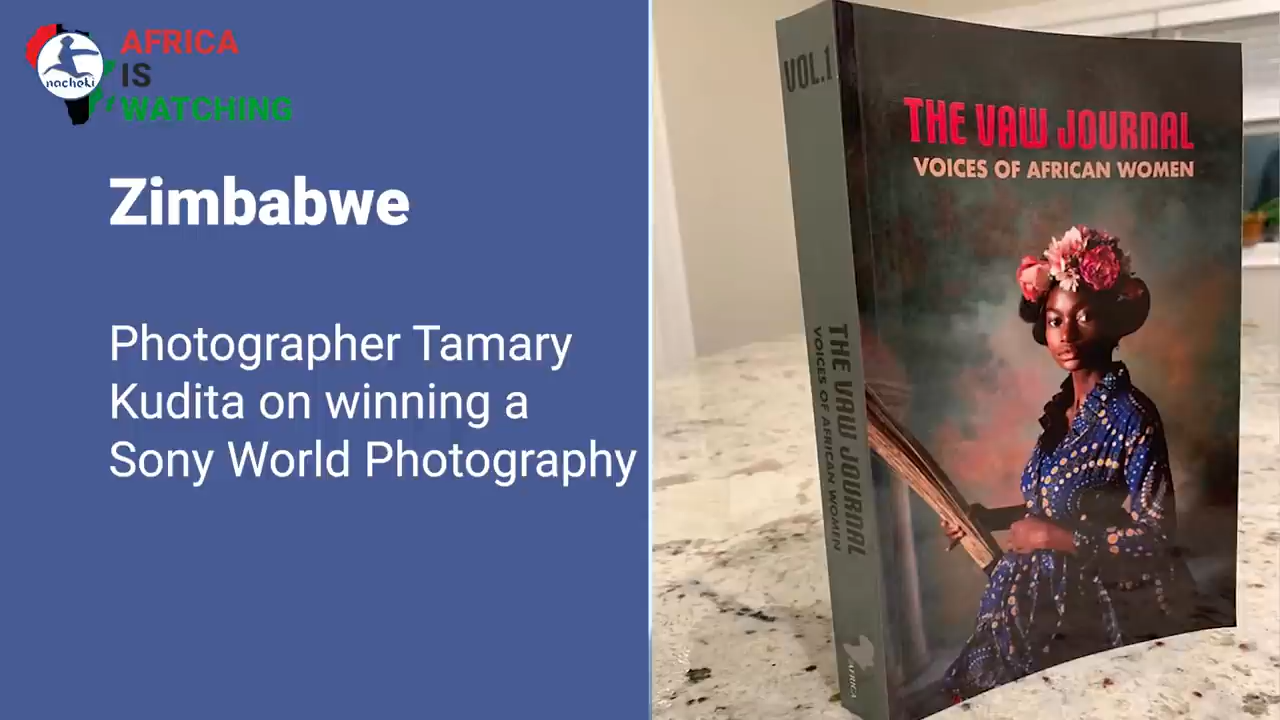 nacheki
AFRICA
IS
WATCHING
Zimbabwe
Photographer Tamary
Kudita on winning a
Sony World Photography
VOL.1
THE VAW JOURNAL
VOICES OF AFRICAN WOMEN
THE VAW JOURNAL
VOICES OF AFRICAN WOMEN
AFRICA